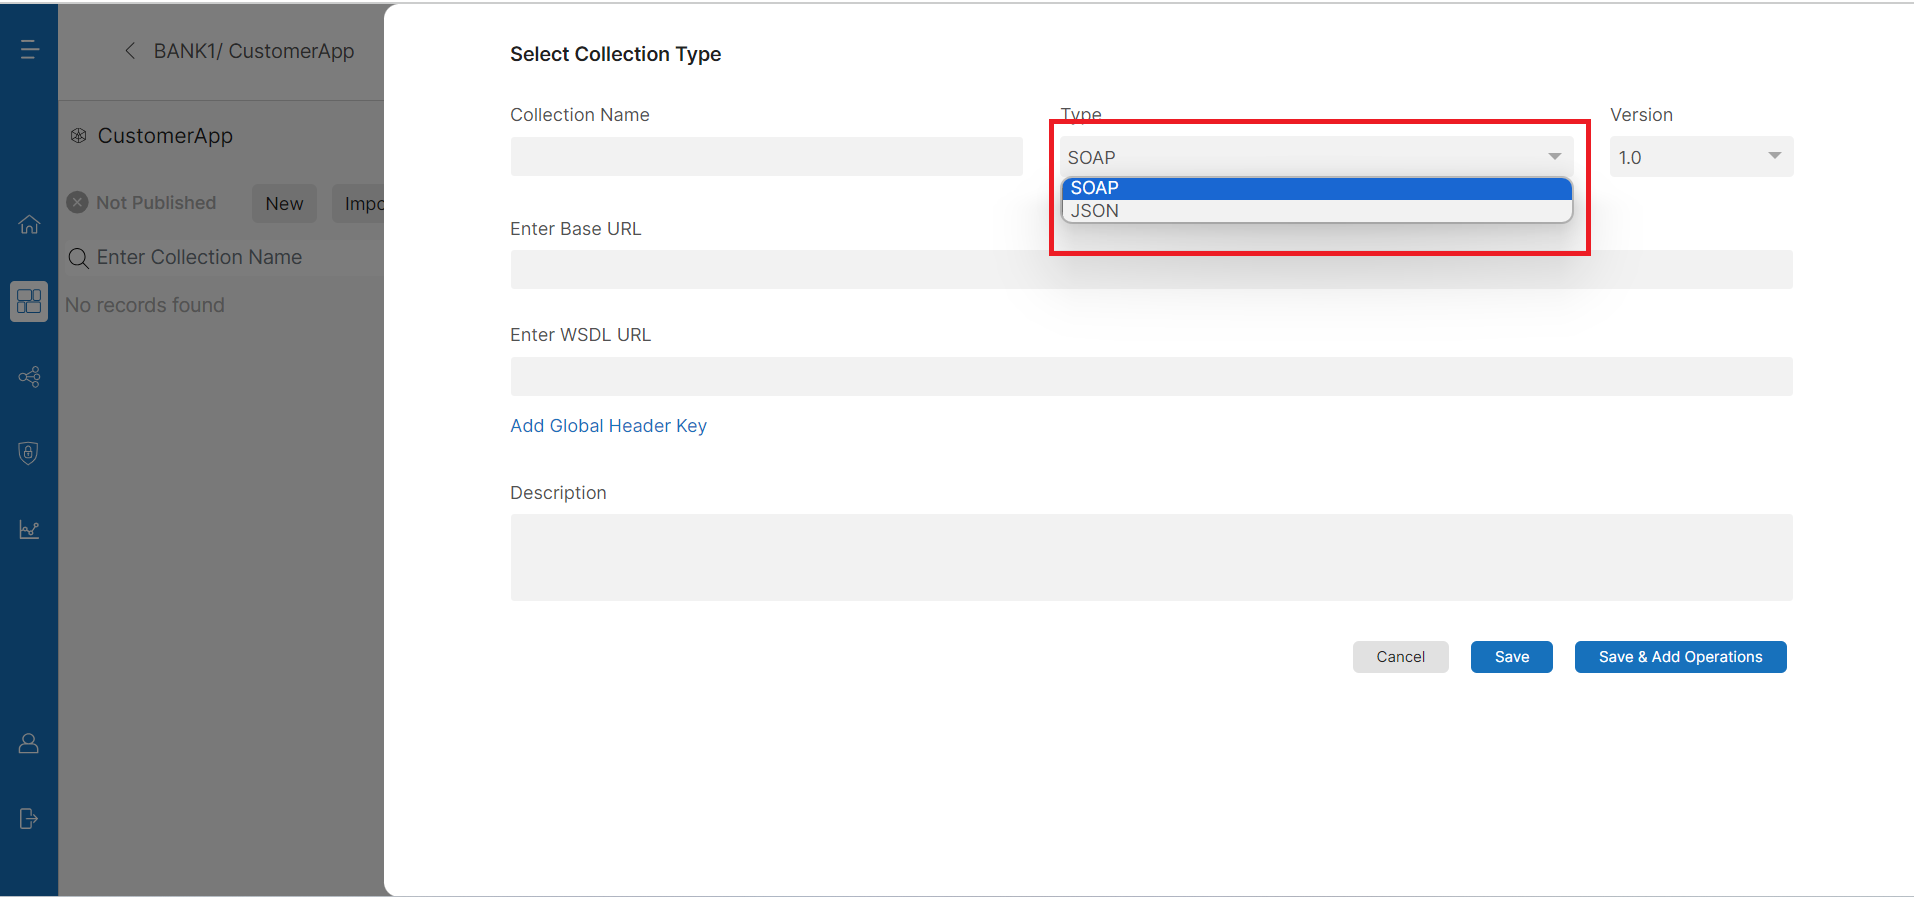 BANK1/ CustomerApp
CustomerApp
Not Published
New
Impo
Enter Collection Name
No records found
Select Collection Type
Collection Name
Type
Version
SOAP
1.0
SOAP
JSON
Enter Base URL
Enter WSDL URL
Add Global Header Key
Description
Cancel
Save
Save & Add Operations